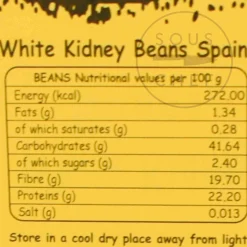 SOUS
White Kidney Beans Spain
BEANS Nutritional values per 100 g
Energy (kcal) 272.00
Fats (g) 1,34
of which saturates (g) 0,28
Carbohydrates (g) 41,64
of which sugars (g) 2,40
Fibre (g) 19,70
Proteins (g) 22,20
Salt (g) 0,013
Store in a cool dry place away from light